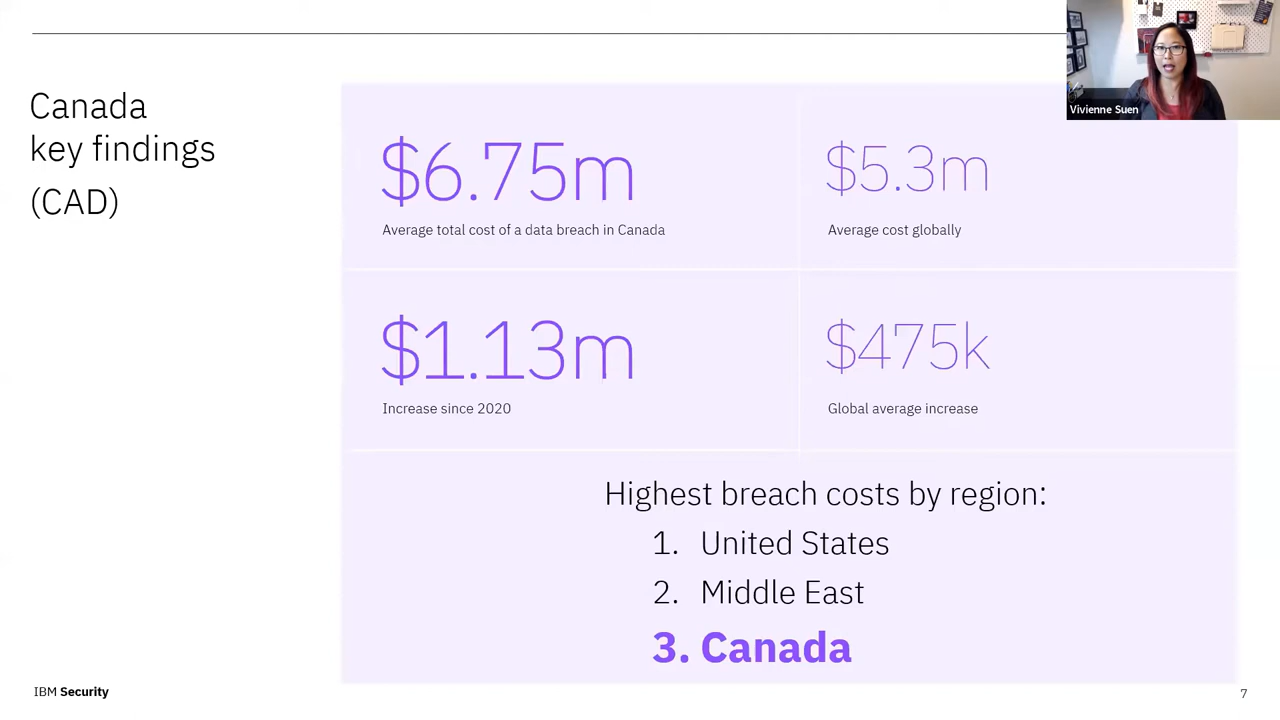 Canada
key findings
(CAD)
$6.75m
Average total cost of a data breach in Canada
$5.3m
Average cost globally
$1.13m
Increase since 2020
$475k
Global average increase
Highest breach costs by region:
1. United States
2. Middle East
3. Canada
IBM Security
7
Vivienne Suen